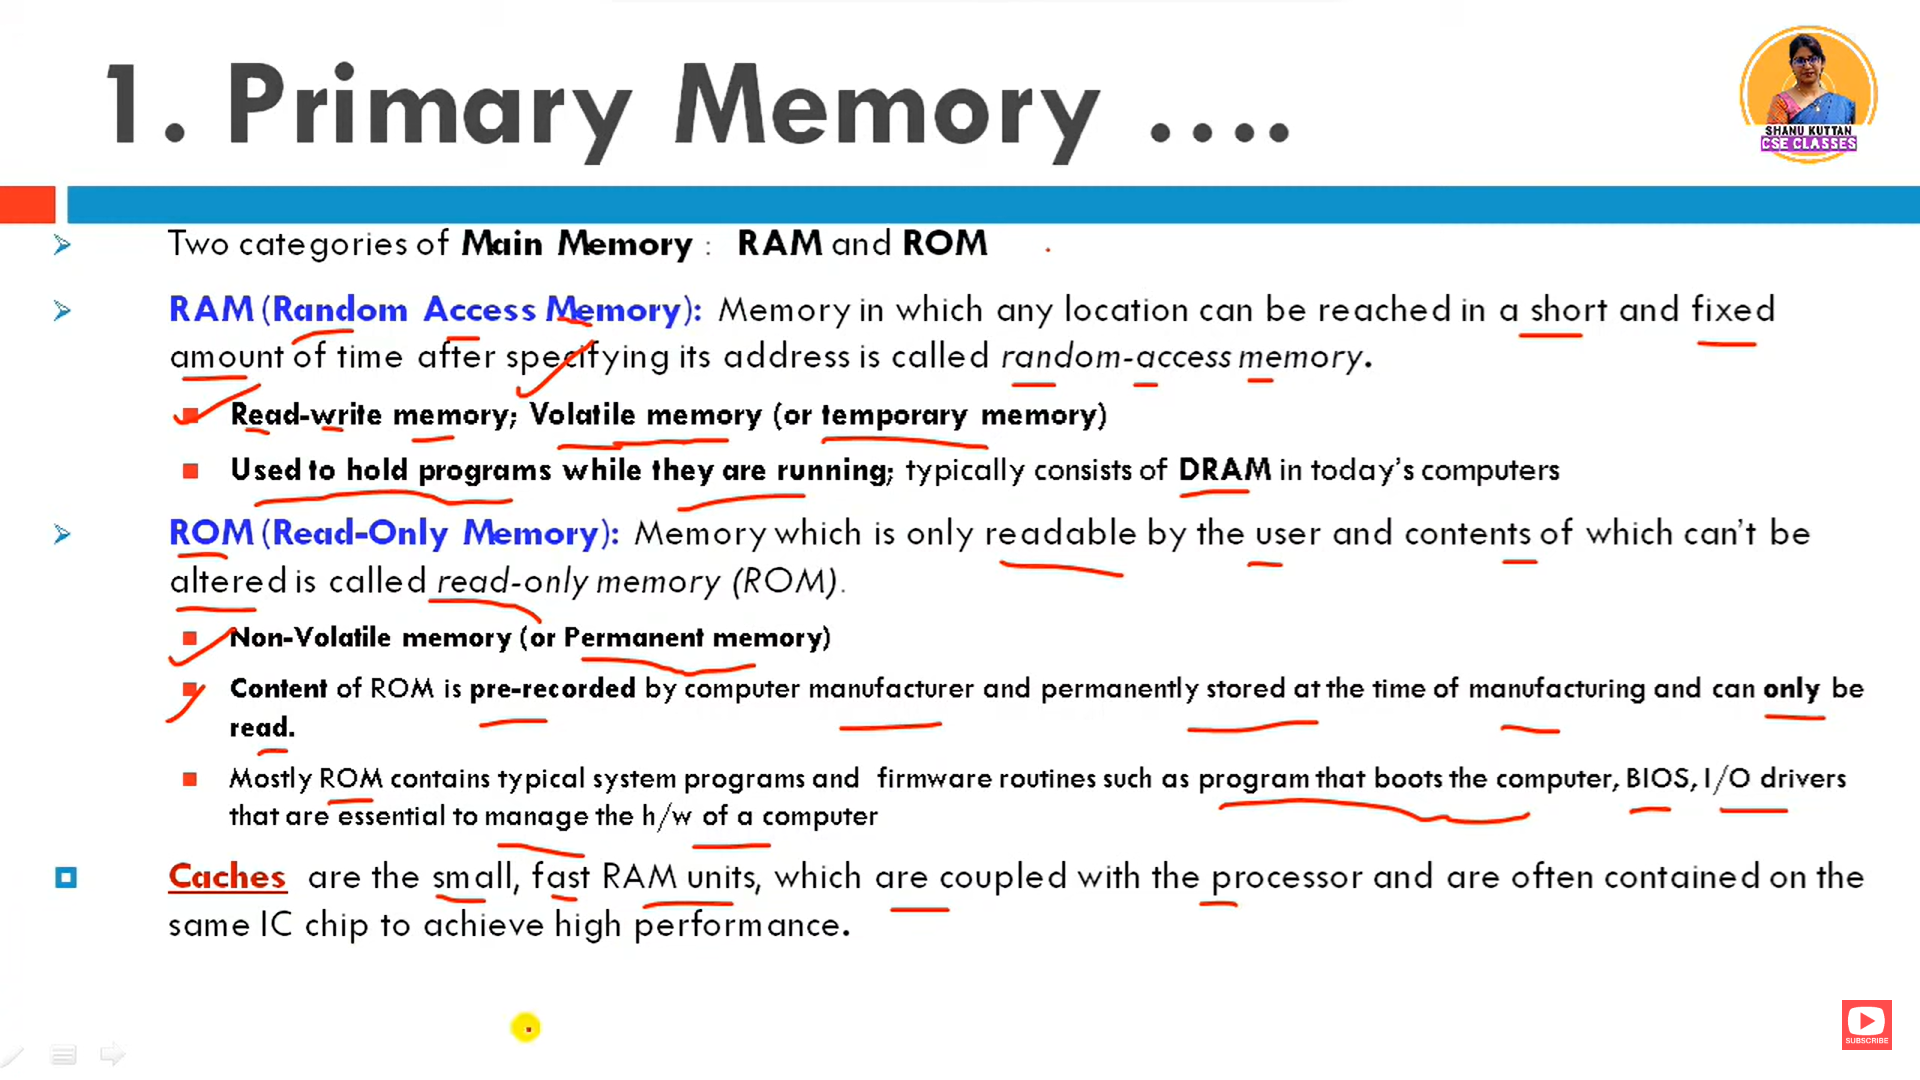 1. Primary Memory ....
SHANU KUTTAN
CSE CLASSES
Two categories of Main Memory : RAM and ROM
RAM (Random Access Memory): Memory in which any location can be reached in a short and fixed
amount of time after specifying its address is called random-access memory.
Read-write memory; Volatile memory (or temporary memory)
Used to hold programs while they are running; typically consists of DRAM in today's computers
ROM (Read-Only Memory): Memory which is only readable by the user and contents of which can't be
altered is called read-only memory (ROM).
Non-Volatile memory (or Permanent memory)
Content of ROM is pre-recorded by computer manufacturer and permanently stored at the time of manufacturing and can only be
read.
Mostly ROM contains typical system programs and firmware routines such as program that boots the computer, BIOS, I/O drivers
that are essential to manage the h/w of a computer
Caches are the small, fast RAM units, which are coupled with the processor and are often contained on the
same IC chip to achieve high performance.
SUBSCRIBE